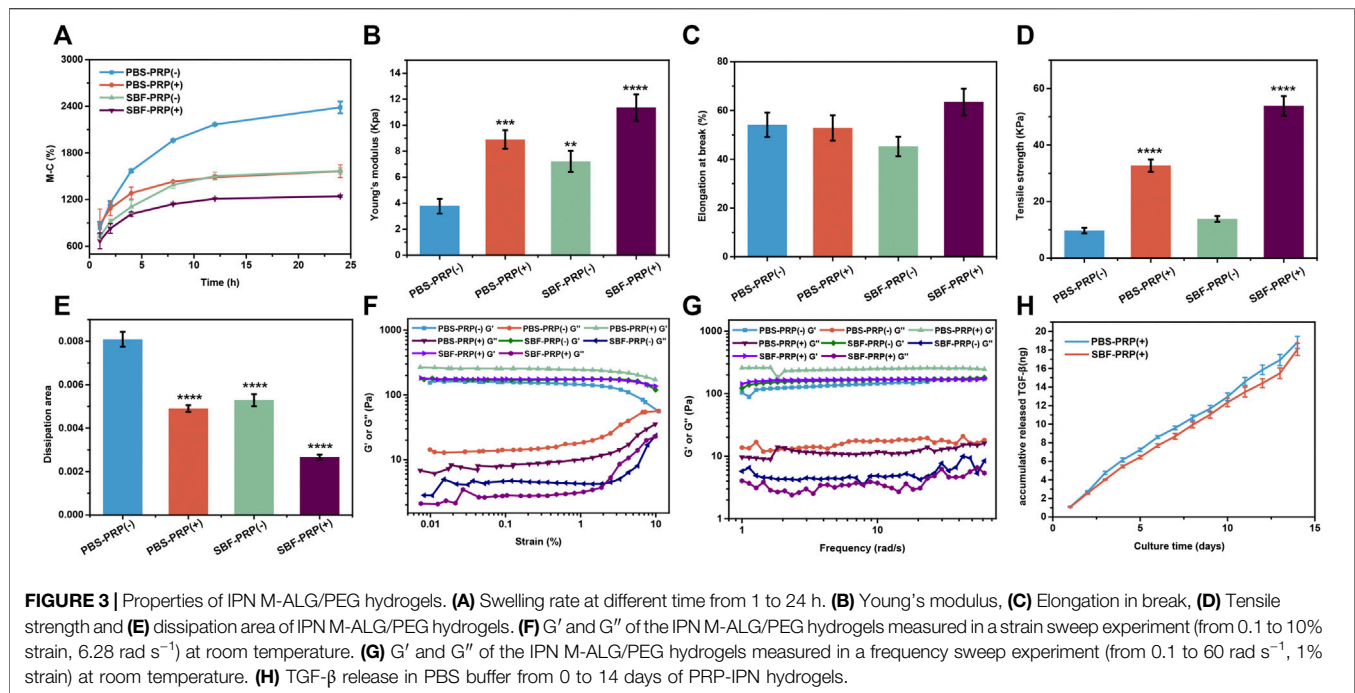 A
3000
2400
1800
1200
600
M-C (%)
PBS-PRP(-)
PBS-PRP(+)
SBF-PRP(-)
SBF-PRP(+)
0 5 10 15 20 25
Time (h)
B
14
12
10
8
6
4
2
0
Young's modulus (Kpa)
***
**
****
PBS-PRP(-) PBS-PRP(+) SBF-PRP(-) SBF-PRP(+)
C
80
60
40
20
0
Elongation at break (%)
PBS-PRP(-) PBS-PRP(+) SBF-PRP(-) SBF-PRP(+)
D
60
40
20
0
Tensile strength (KPa)
****
****
PBS-PRP(-) PBS-PRP(+) SBF-PRP(-) SBF-PRP(+)
E
0.008
0.006
0.004
0.002
0.000
Dissipation area
****
****
****
PBS-PRP(-) PBS-PRP(+) SBF-PRP(-) SBF-PRP(+)
F
PBS-PRP(-) G' PBS-PRP(-) G" PBS-PRP(+) G'
PBS-PRP(+) G" SBF-PRP(-) G' SBF-PRP(-) G"
SBF-PRP(+) G' SBF-PRP(+) G"
1000
100
10
G' or G" (Pa)
0.01 0.1 1 10
Strain (%)
G
PBS-PRP(-) G' PBS-PRP(-) G" PBS-PRP(+) G'
PBS-PRP(+) G" SBF-PRP(-) G' SBF-PRP(-) G"
SBF-PRP(+) G' SBF-PRP(+) G"
1000
100
10
1
G' or G" (Pa)
1 10
Frequency (rad/s)
H
20
18
16
14
12
10
8
6
4
2
0
accumulative released TGF-β(ng)
PBS-PRP(+)
SBF-PRP(+)
0 5 10 15
Culture time (days)
FIGURE 3 | Properties of IPN M-ALG/PEG hydrogels. (A) Swelling rate at different time from 1 to 24 h. (B) Young's modulus, (C) Elongation in break, (D) Tensile
strength and (E) dissipation area of IPN M-ALG/PEG hydrogels. (F) G′ and G″ of the IPN M-ALG/PEG hydrogels measured in a strain sweep experiment (from 0.1 to 10%
strain, 6.28 rad s⁻¹) at room temperature. (G) G′ and G″ of the IPN M-ALG/PEG hydrogels measured in a frequency sweep experiment (from 0.1 to 60 rad s⁻¹, 1%
strain) at room temperature. (H) TGF-β release in PBS buffer from 0 to 14 days of PRP-IPN hydrogels.